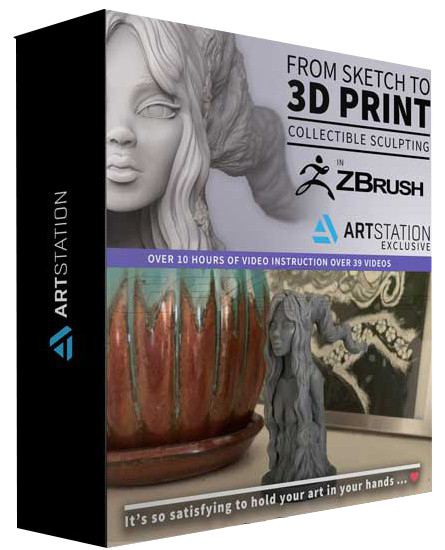 FROM SKETCH TO
3D PRINT
COLLECTIBLE SCULPTING
IN
ZBRUSH
ARTSTATION
EXCLUSIVE
OVER 10 HOURS OF VIDEO INSTRUCTION OVER 39 VIDEOS
It's so satisfying to hold your art in your hands ... ❤
ARTSTATION